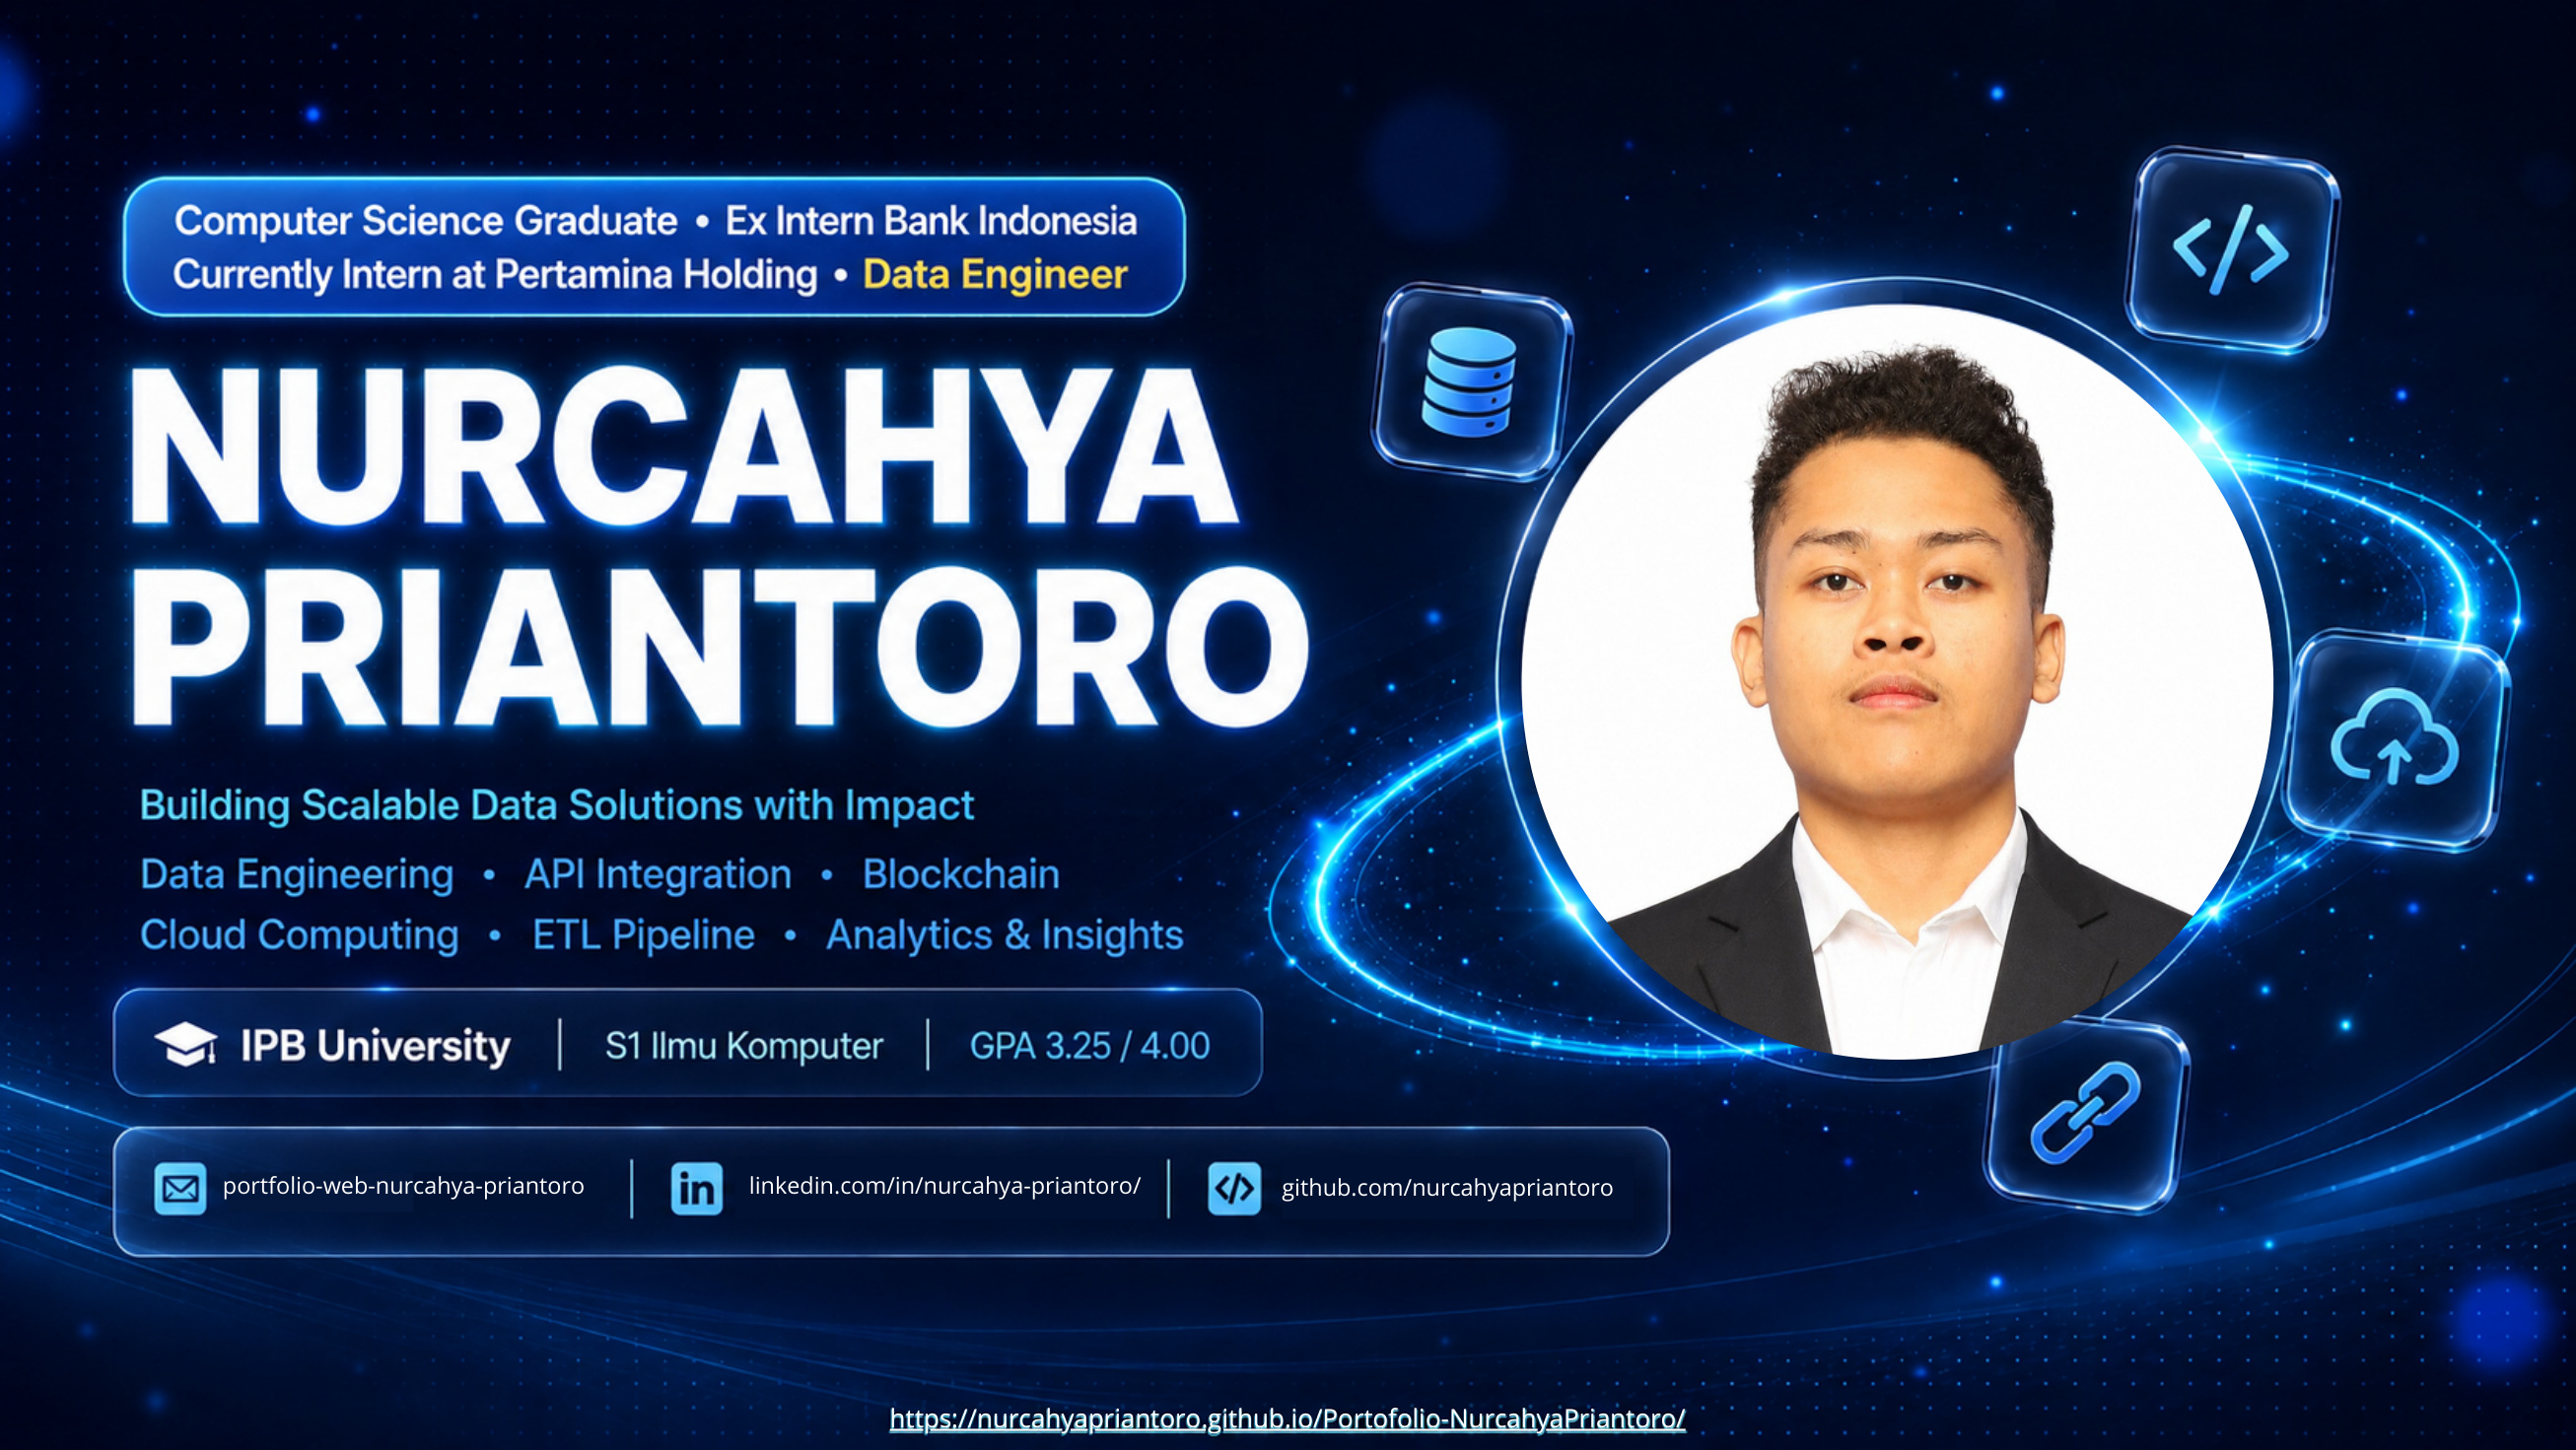 Computer Science Graduate • Ex Intern Bank Indonesia
Currently Intern at Pertamina Holding • Data Engineer
NURCAHYA
PRIANTORO
Building Scalable Data Solutions with Impact
Data Engineering • API Integration • Blockchain
Cloud Computing • ETL Pipeline • Analytics & Insights
IPB University | S1 Ilmu Komputer | GPA 3.25 / 4.00
portfolio-web-nurcahya-priantoro | linkedin.com/in/nurcahya-priantoro/ | github.com/nurcahyapriantoro
https://nurcahyapriantoro.github.io/Portofolio-NurcahyaPriantoro/